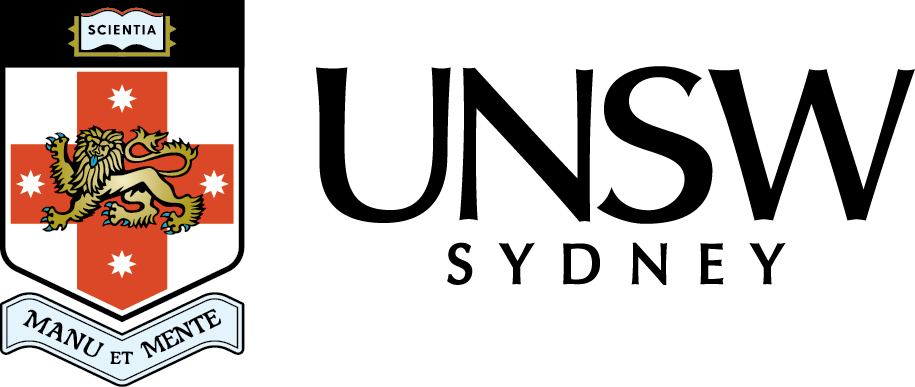 SCIENTIA
UNSW
SYDNEY
MANU ET MENTE